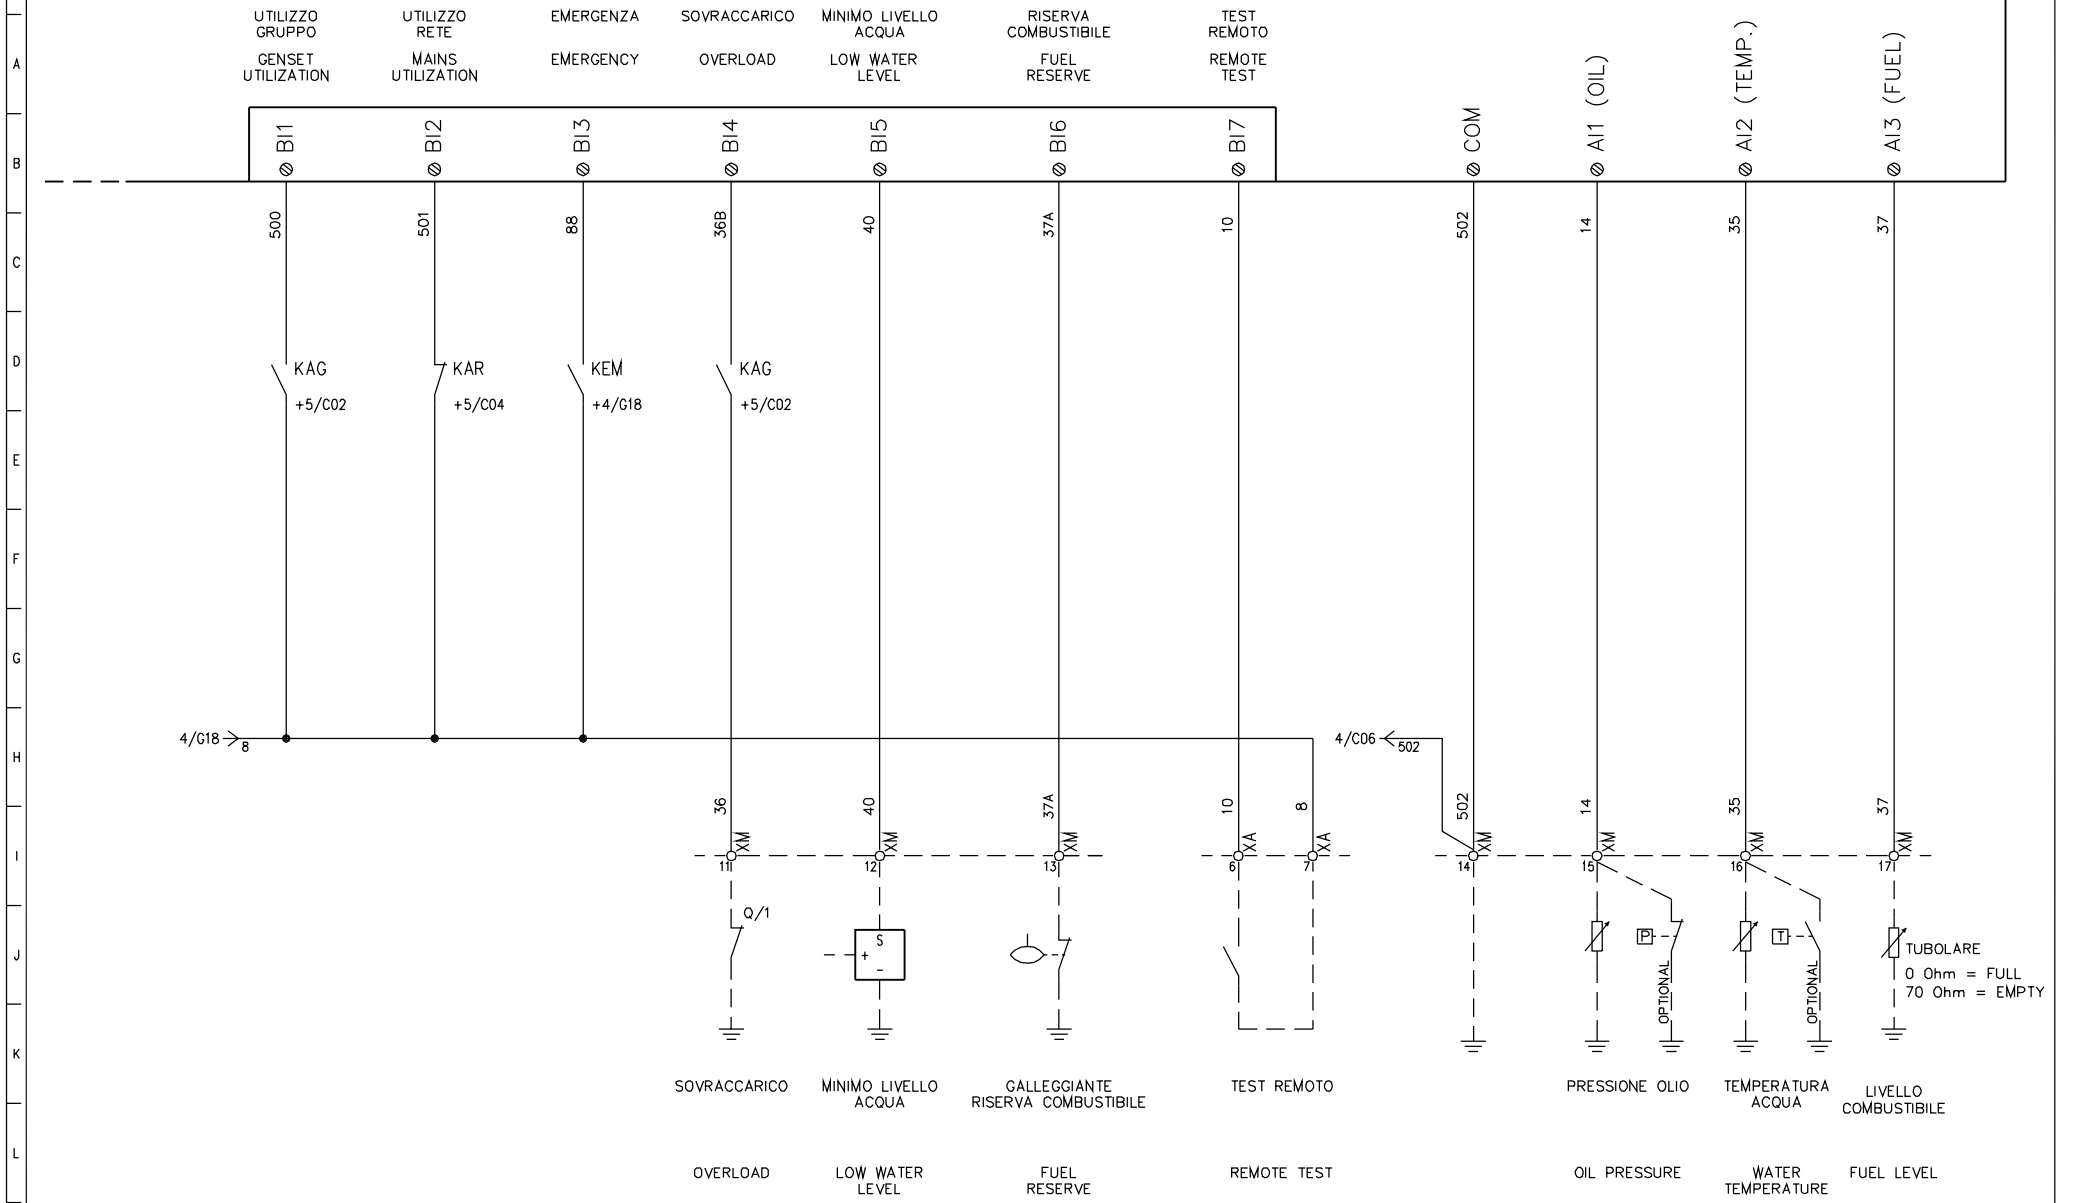 UTILIZZO
GRUPPO
UTILIZZO
RETE
EMERGENZA
SOVRACCARICO
MINIMO LIVELLO
ACQUA
RISERVA
COMBUSTIBILE
TEST
REMOTO
GENSET
UTILIZATION
MAINS
UTILIZATION
EMERGENCY
OVERLOAD
LOW WATER
LEVEL
FUEL
RESERVE
REMOTE
TEST
A
B
C
D
E
F
G
H
I
J
K
L
BI1
BI2
BI3
BI4
BI5
BI6
BI7
COM
AI1 (OIL)
AI2 (TEMP.)
AI3 (FUEL)
500
501
88
36B
40
37A
10
502
14
35
37
KAG
+5/C02
KAR
+5/C04
KEM
+4/G18
KAG
+5/C02
4/G18
8
4/C06
502
36
40
37A
10
8
502
14
35
37
XM
XM
XM
XA
XA
XM
XM
XM
XM
11
12
13
6
7
14
15
16
17
Q/1
S
+
-
P
OPTIONAL
T
OPTIONAL
TUBOLARE
0 Ohm = FULL
70 Ohm = EMPTY
SOVRACCARICO
MINIMO LIVELLO
ACQUA
GALLEGGIANTE
RISERVA COMBUSTIBILE
TEST REMOTO
PRESSIONE OLIO
TEMPERATURA
ACQUA
LIVELLO
COMBUSTIBILE
OVERLOAD
LOW WATER
LEVEL
FUEL
RESERVE
REMOTE TEST
OIL PRESSURE
WATER
TEMPERATURE
FUEL LEVEL